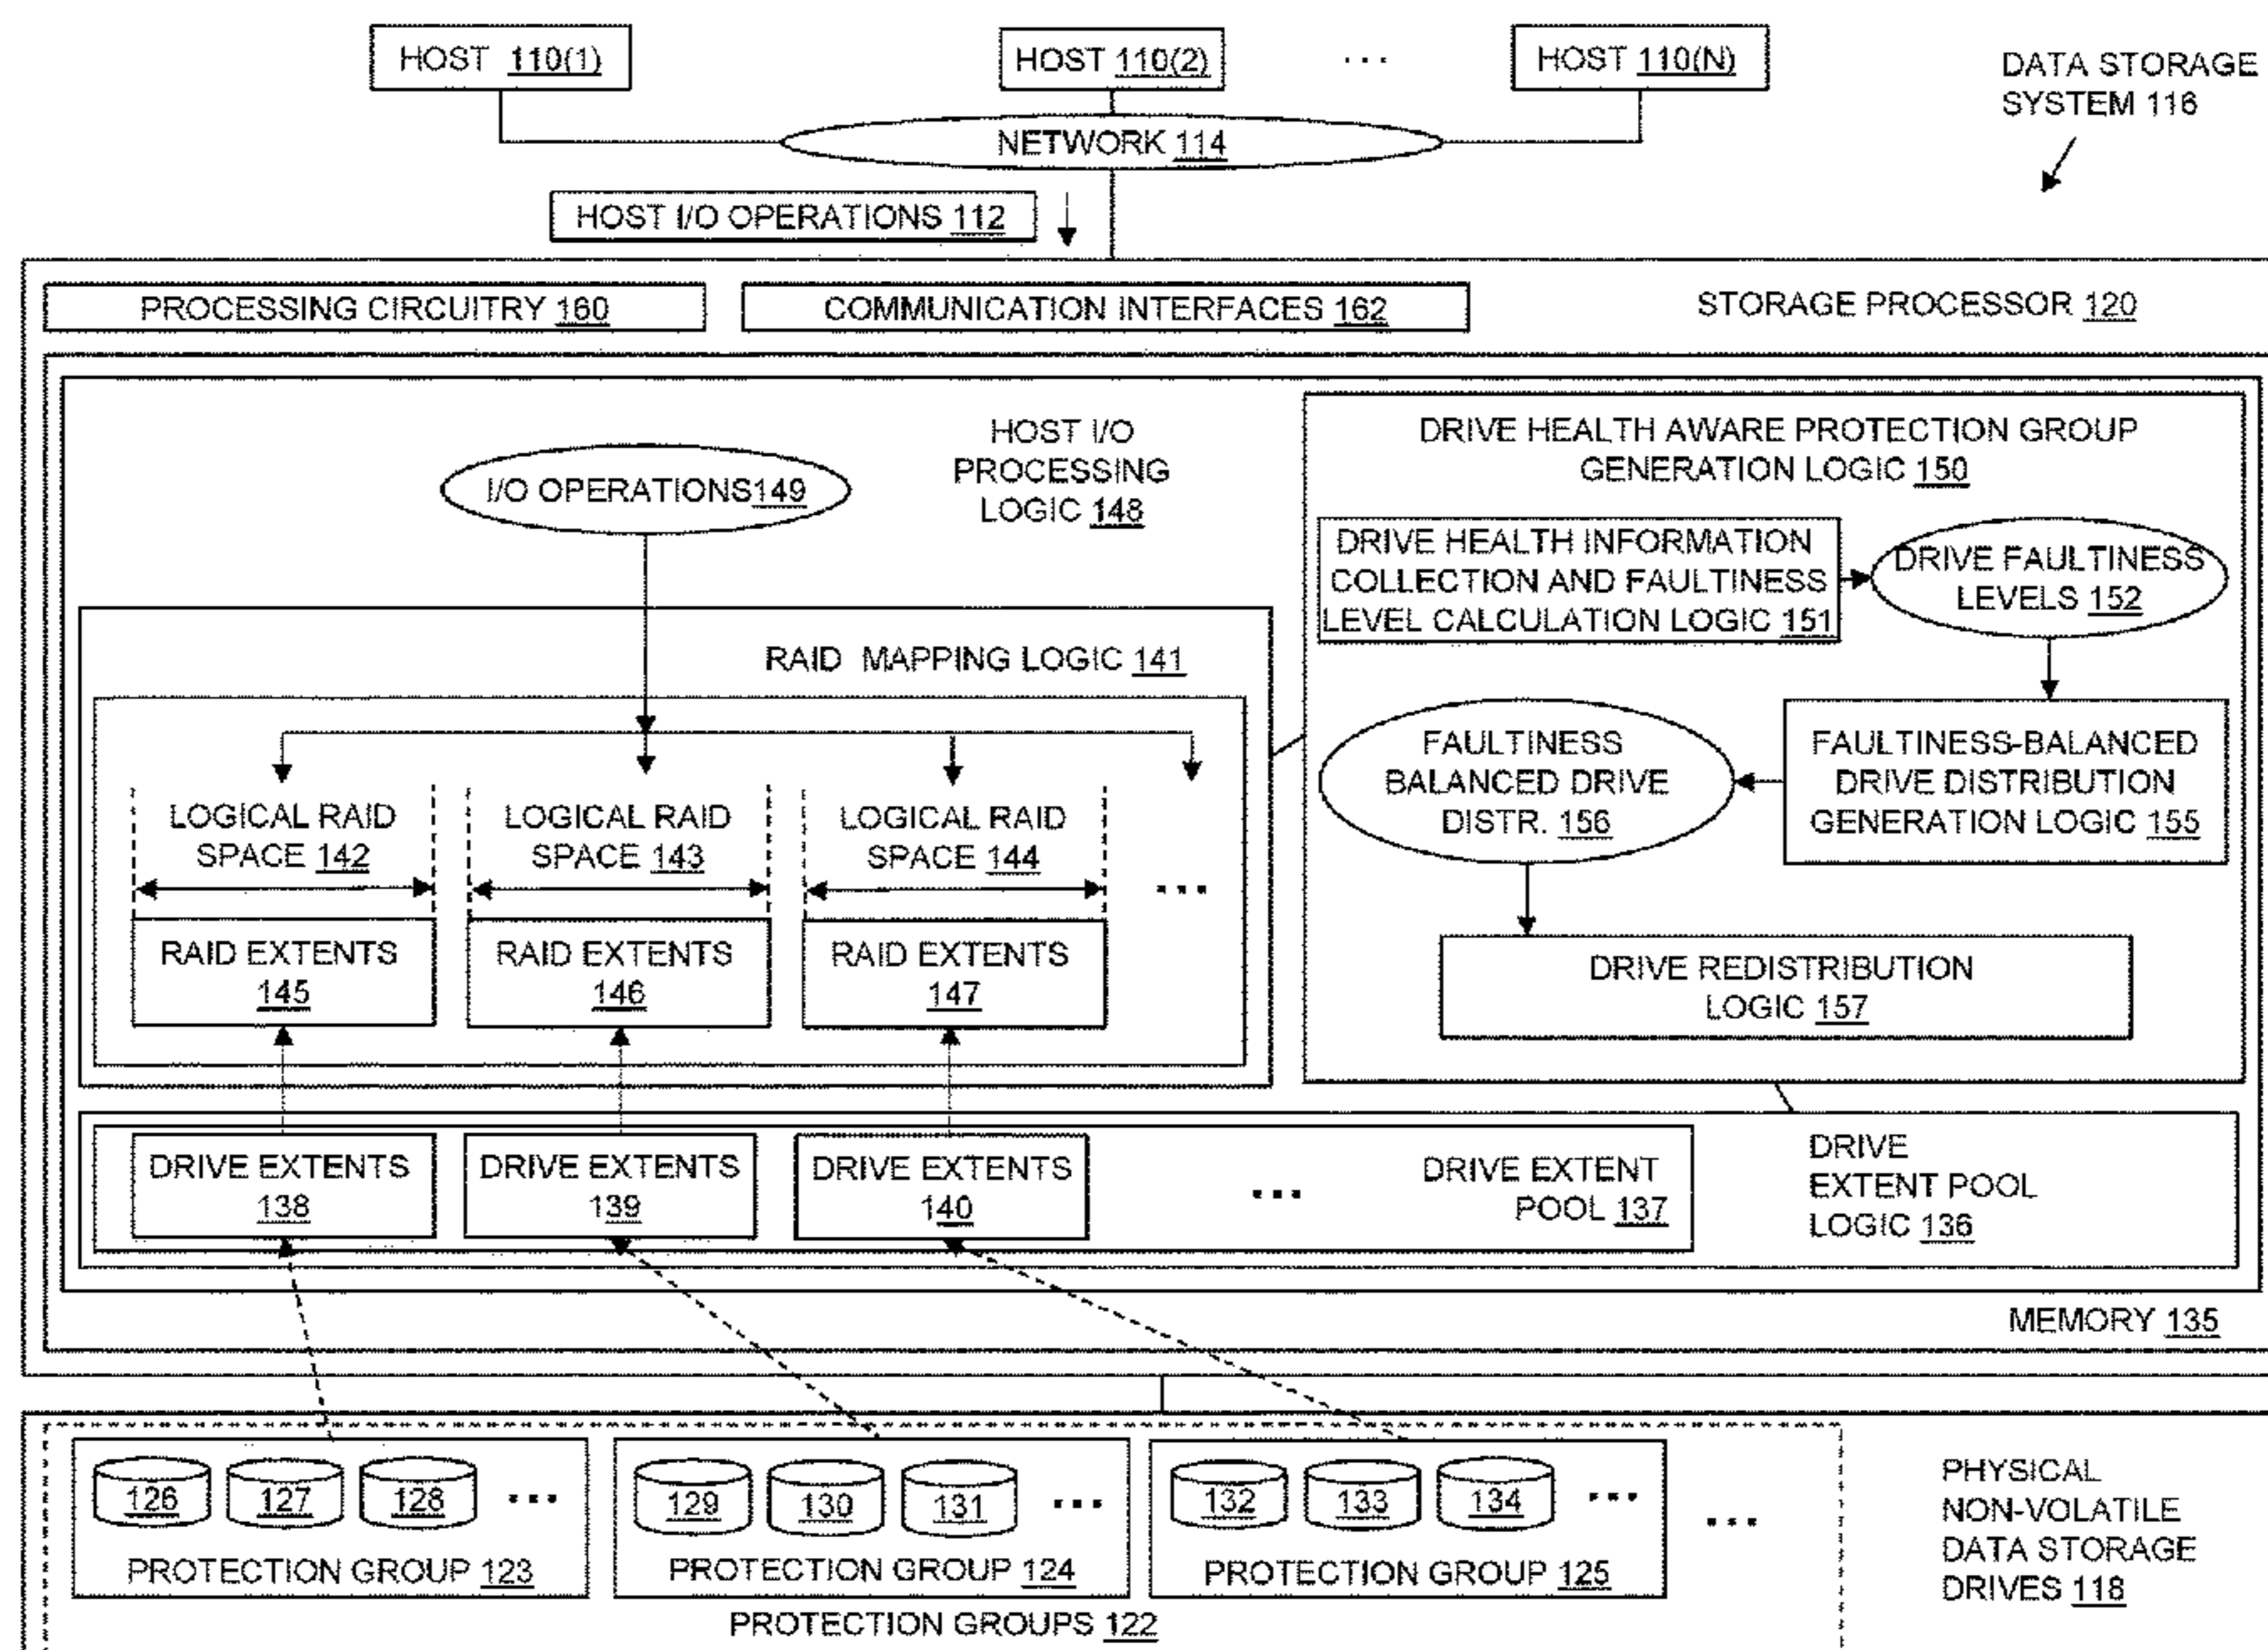 HOST 110(1)
HOST 110(2)
...
HOST 110(N)
DATA STORAGE
SYSTEM 116
NETWORK 114
HOST I/O OPERATIONS 112
PROCESSING CIRCUITRY 160
COMMUNICATION INTERFACES 162
STORAGE PROCESSOR 120
HOST I/O
PROCESSING
LOGIC 148
I/O OPERATIONS149
RAID MAPPING LOGIC 141
LOGICAL RAID
SPACE 142
LOGICAL RAID
SPACE 143
LOGICAL RAID
SPACE 144
...
RAID EXTENTS
145
RAID EXTENTS
146
RAID EXTENTS
147
DRIVE HEALTH AWARE PROTECTION GROUP
GENERATION LOGIC 150
DRIVE HEALTH INFORMATION
COLLECTION AND FAULTINESS
LEVEL CALCULATION LOGIC 151
DRIVE FAULTINESS
LEVELS 152
FAULTINESS
BALANCED DRIVE
DISTR. 156
FAULTINESS-BALANCED
DRIVE DISTRIBUTION
GENERATION LOGIC 155
DRIVE REDISTRIBUTION
LOGIC 157
DRIVE EXTENTS
138
DRIVE EXTENTS
139
DRIVE EXTENTS
140
...
DRIVE EXTENT
POOL 137
DRIVE
EXTENT POOL
LOGIC 136
MEMORY 135
126 127 128 ...
PROTECTION GROUP 123
129 130 131 ...
PROTECTION GROUP 124
132 133 134 ...
PROTECTION GROUP 125
...
PROTECTION GROUPS 122
PHYSICAL
NON-VOLATILE
DATA STORAGE
DRIVES 118